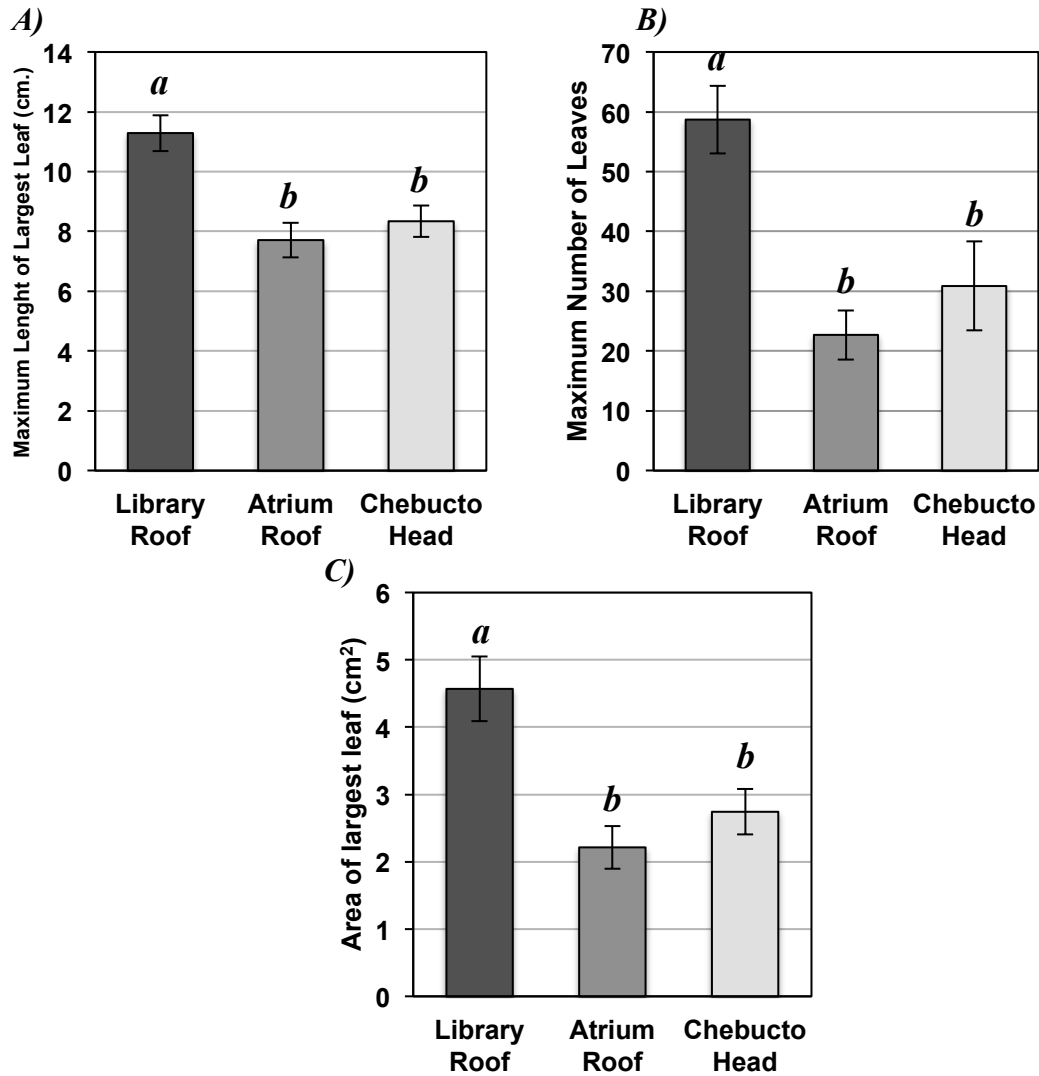 A)
Maximum Lenght of Largest Leaf (cm.)
14
12
10
8
6
4
2
0
a
b
b
Library
Roof
Atrium
Roof
Chebucto
Head
B)
Maximum Number of Leaves
70
60
50
40
30
20
10
0
a
b
b
Library
Roof
Atrium
Roof
Chebucto
Head
C)
Area of largest leaf (cm²)
6
5
4
3
2
1
0
a
b
b
Library
Roof
Atrium
Roof
Chebucto
Head